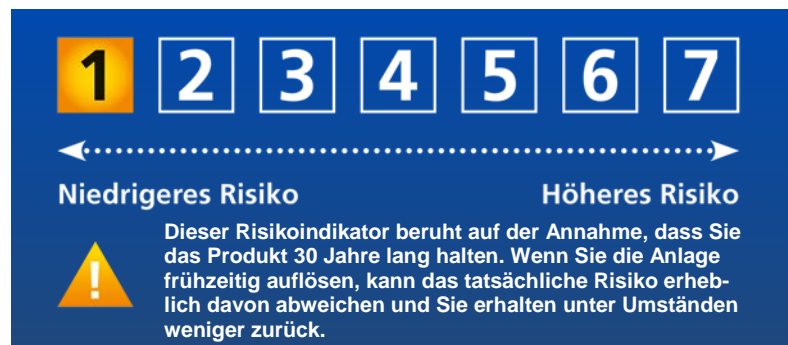 1 2 3 4 5 6 7
Niedrigeres Risiko Höheres Risiko
Dieser Risikoindikator beruht auf der Annahme, dass Sie
das Produkt 30 Jahre lang halten. Wenn Sie die Anlage
frühzeitig auflösen, kann das tatsächliche Risiko erheb-
lich davon abweichen und Sie erhalten unter Umständen
weniger zurück.